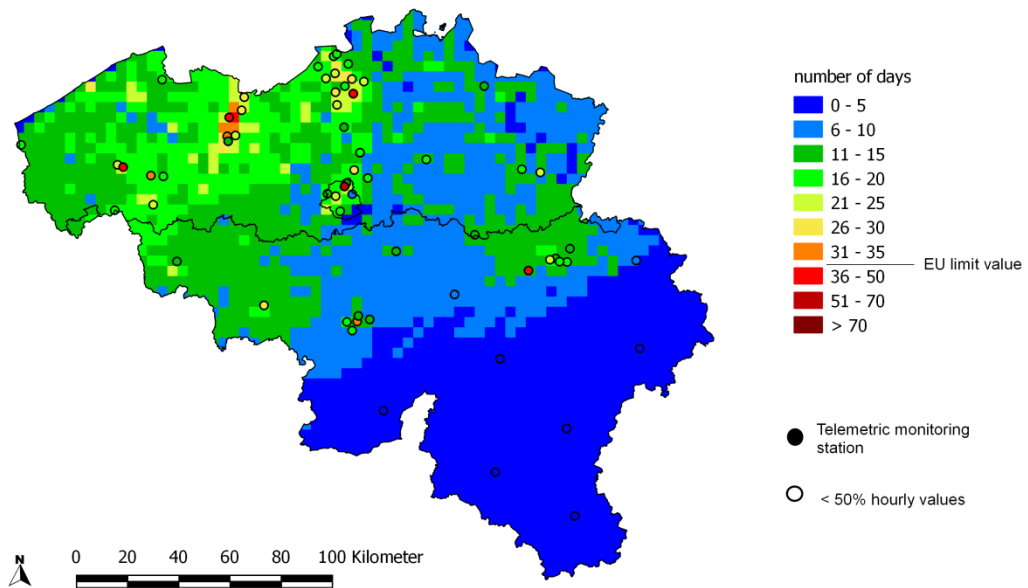 number of days
0 - 5
6 - 10
11 - 15
16 - 20
21 - 25
26 - 30
31 - 35
EU limit value
36 - 50
51 - 70
> 70
Telemetric monitoring
station
< 50% hourly values
N
0 20 40 60 80 100 Kilometer